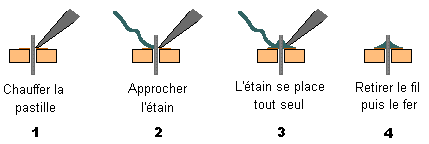 Chauffer la
pastille
1
Approcher
l'étain
2
L'étain se place
tout seul
3
Retirer le fil
puis le fer
4